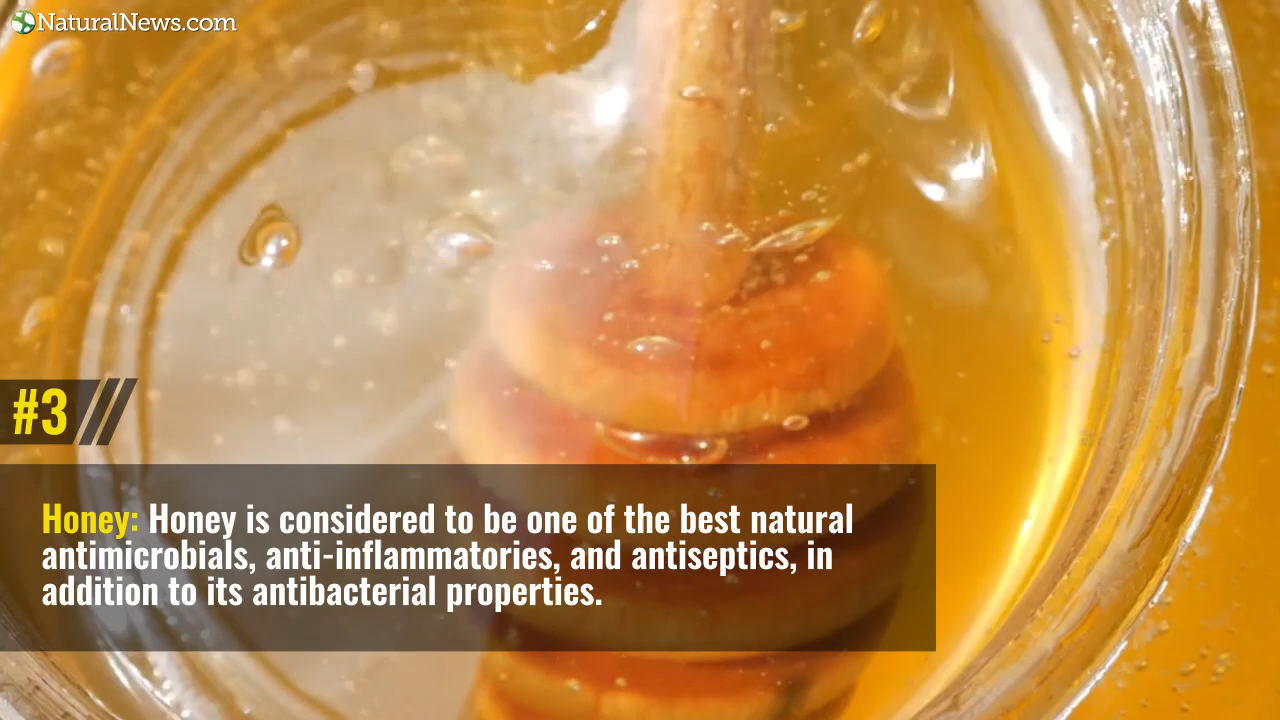 NaturalNews.com
#3
Honey: Honey is considered to be one of the best natural
antimicrobials, anti-inflammatories, and antiseptics, in
addition to its antibacterial properties.